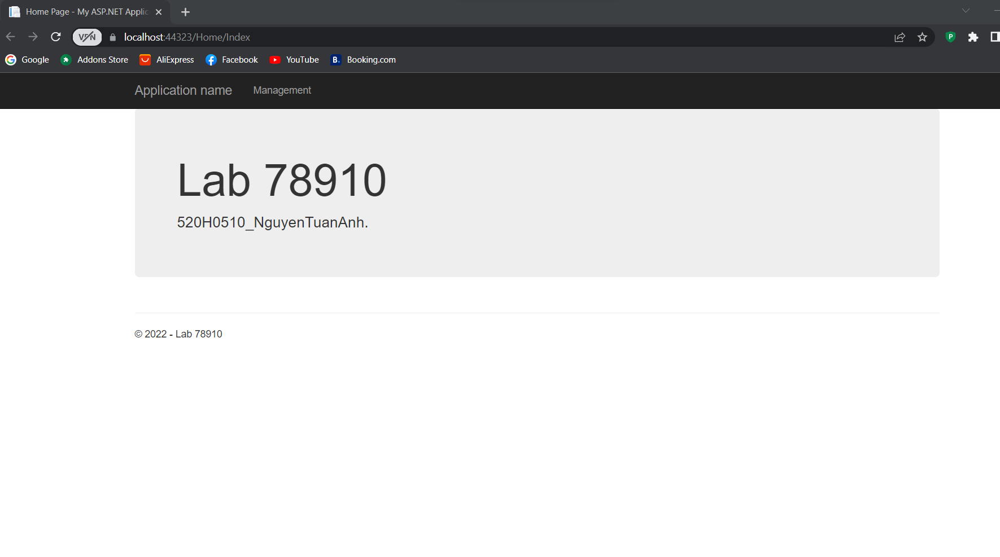 Home Page - My ASP.NET Applic
VPN
localhost:44323/Home/Index
P
Google Addons Store AliExpress Facebook YouTube B. Booking.com
Application name Management
Lab 78910
520H0510_NguyenTuanAnh.
© 2022 - Lab 78910